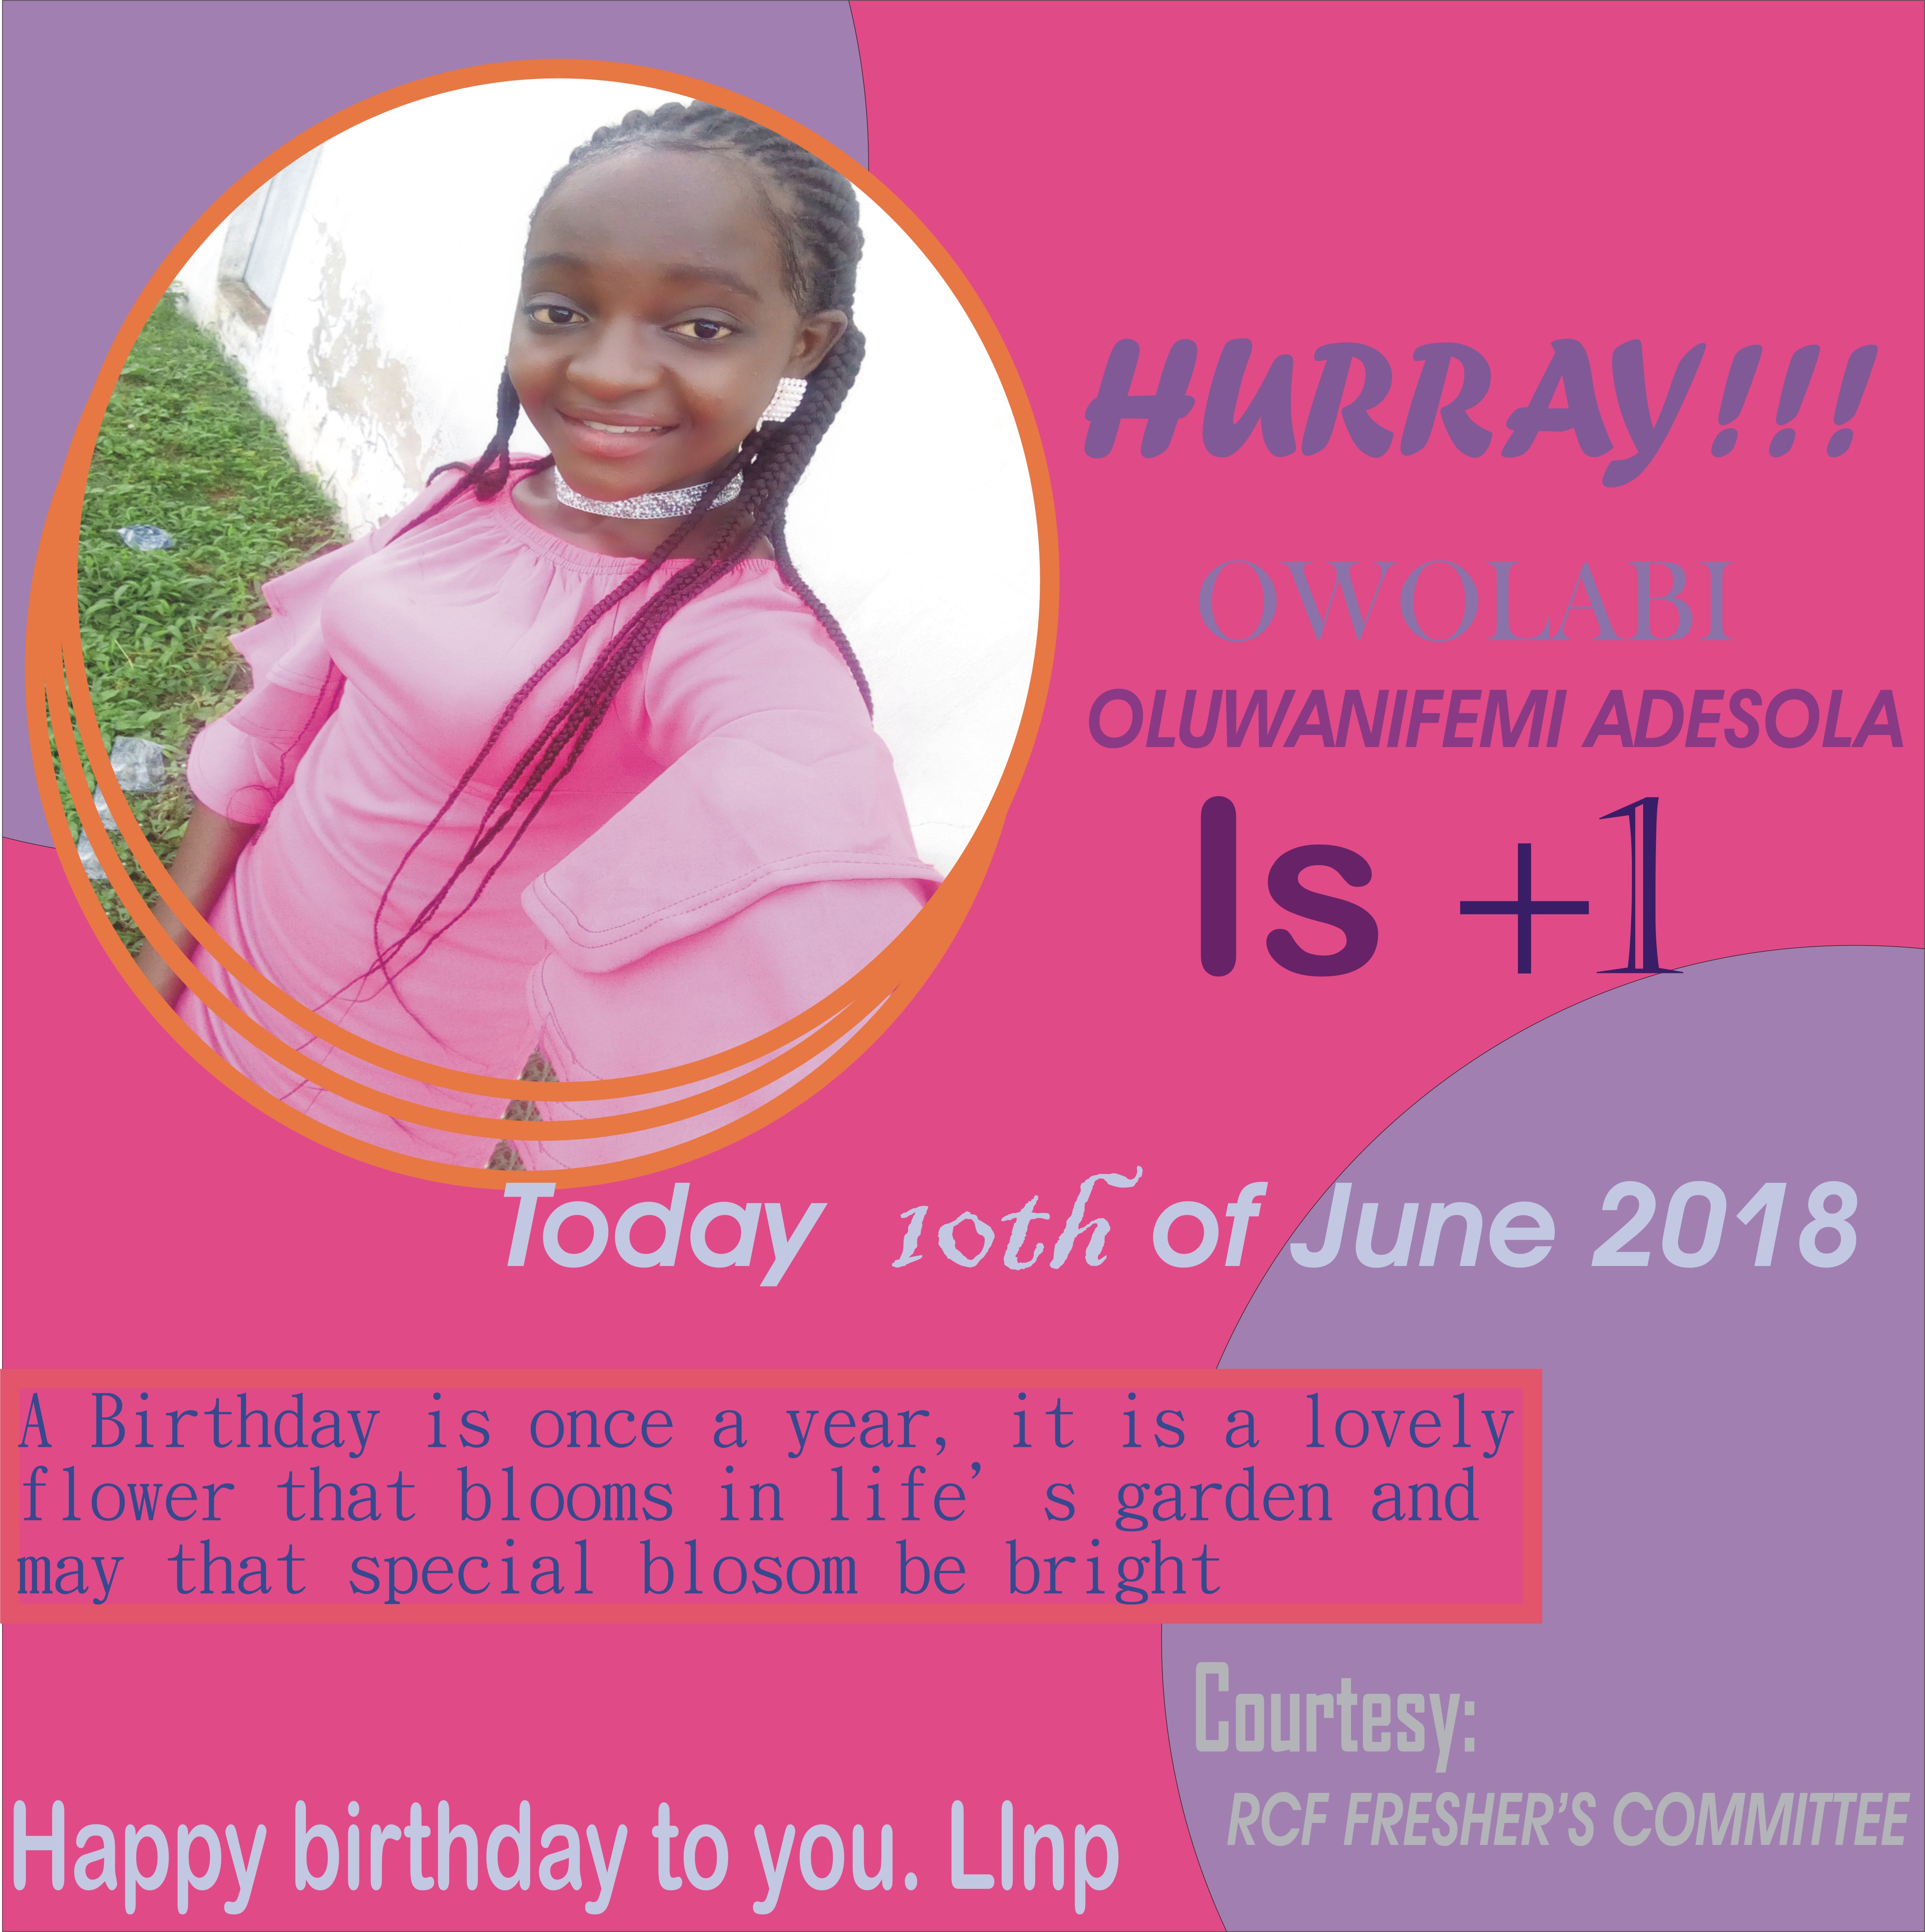 HURRAY!!!
OWOLABI
OLUWANIFEMI ADESOLA
Is +1
Today 10th of June 2018
A Birthday is once a year, it is a lovely
flower that blooms in life’s garden and
may that special blosom be bright
Courtesy:
RCF FRESHER’S COMMITTEE
Happy birthday to you. LInp